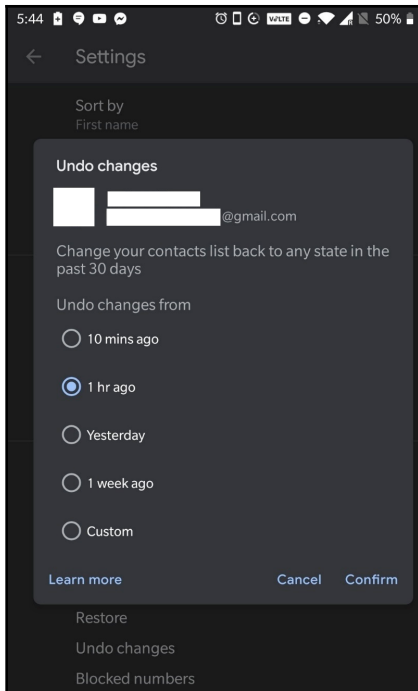 5:44
VoLTE
50%
Settings
Sort by
First name
Undo changes
@gmail.com
Change your contacts list back to any state in the
past 30 days
Undo changes from
10 mins ago
1 hr ago
Yesterday
1 week ago
Custom
Learn more
Cancel
Confirm
Restore
Undo changes
Blocked numbers